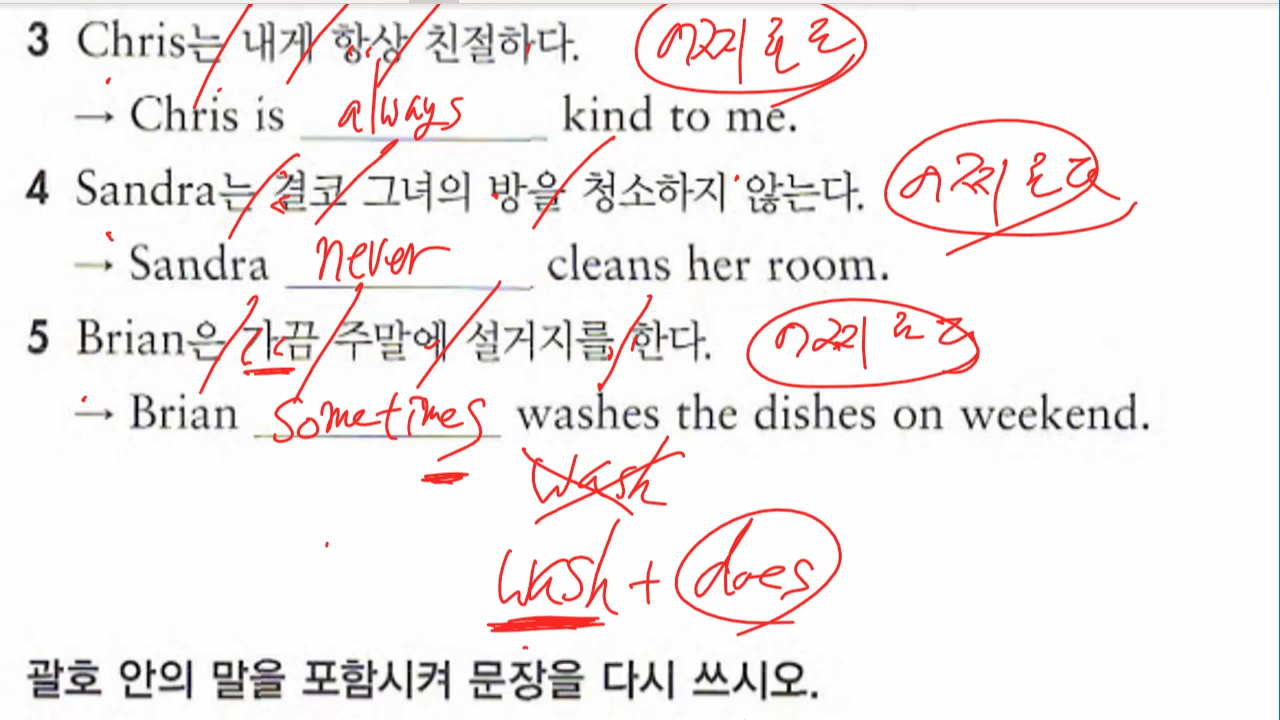 3 Chris는 내게 항상 친절하다.
→ Chris is always kind to me.
4 Sandra는 결코 그녀의 방을 청소하지 않는다.
→ Sandra never cleans her room.
5 Brian은 가끔 주말에 설거지를 한다.
→ Brian sometimes washes the dishes on weekend.
wash
wash + does
괄호 안의 말을 포함시켜 문장을 다시 쓰시오.